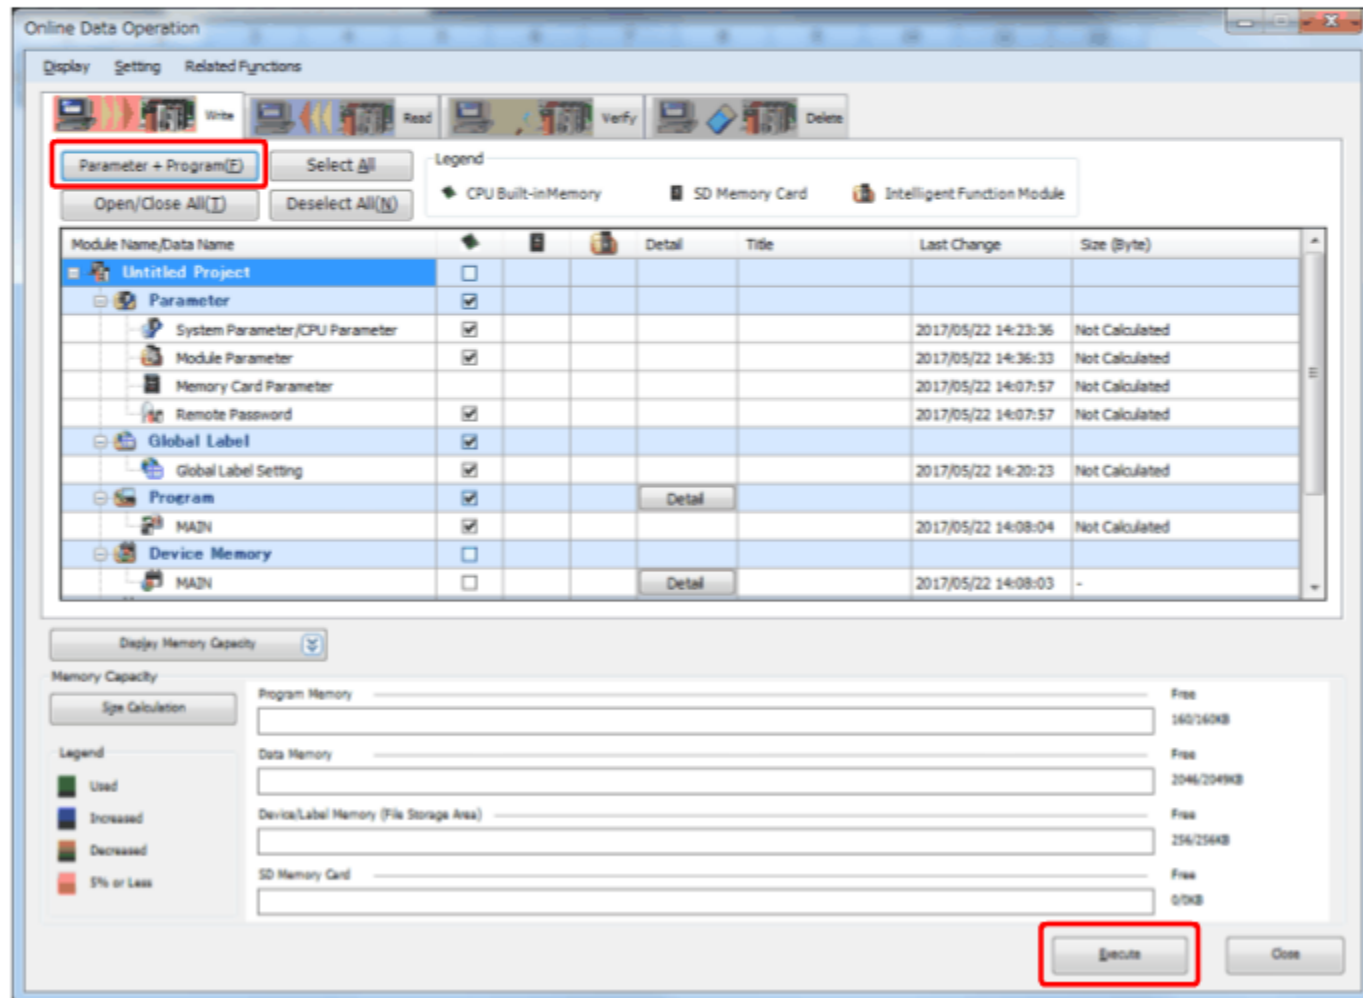 Online Data Operation
Display Setting Related Functions
Write Read Verify Delete
Parameter + Program(F) Select All Legend
CPU Built-in Memory SD Memory Card Intelligent Function Module
Open/Close All(T) Deselect All(N)
Module Name/Data Name Detail Title Last Change Size (Byte)
Untitled Project
Parameter
System Parameter/CPU Parameter 2017/05/22 14:23:36 Not Calculated
Module Parameter 2017/05/22 14:36:33 Not Calculated
Memory Card Parameter 2017/05/22 14:07:57 Not Calculated
Remote Password 2017/05/22 14:07:57 Not Calculated
Global Label
Global Label Setting 2017/05/22 14:20:23 Not Calculated
Program Detail
MAIN 2017/05/22 14:08:04 Not Calculated
Device Memory
MAIN Detail 2017/05/22 14:08:03 -
Display Memory Capacity
Memory Capacity
Size Calculation
Program Memory Free
160/160KB
Legend
Used
Increased
Decreased
5% or Less
Data Memory Free
2046/2049KB
Device/Label Memory (File Storage Area) Free
256/256KB
SD Memory Card Free
0/0KB
Execute Close